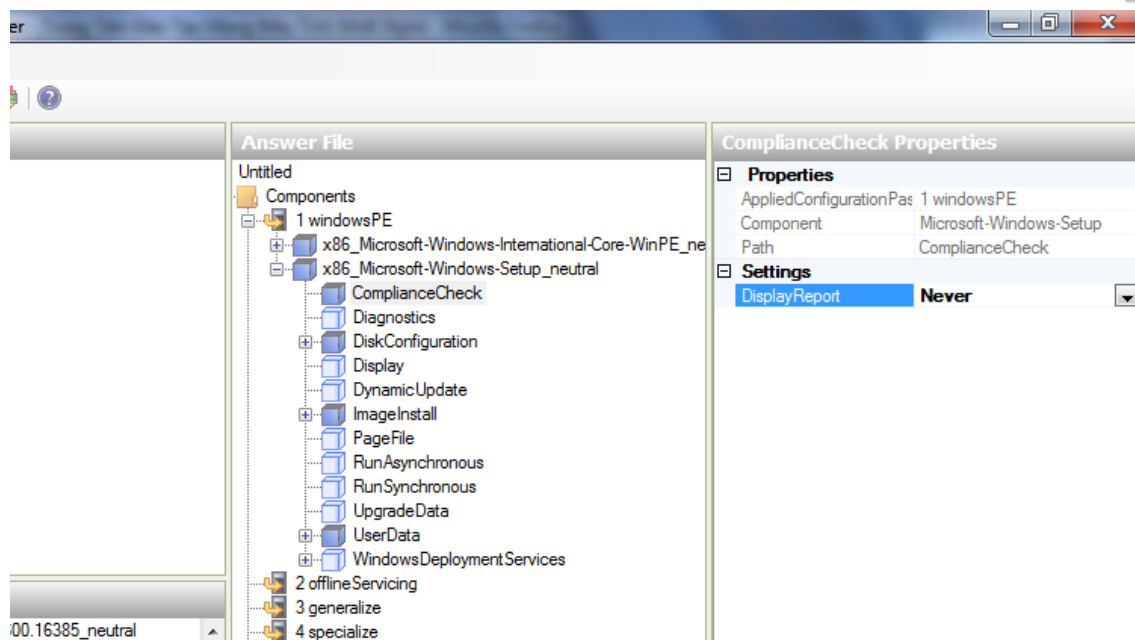 er
?
Answer File
Untitled
Components
1 windowsPE
x86_Microsoft-Windows-International-Core-WinPE_ne
x86_Microsoft-Windows-Setup_neutral
ComplianceCheck
Diagnostics
DiskConfiguration
Display
DynamicUpdate
ImageInstall
PageFile
RunAsynchronous
RunSynchronous
UpgradeData
UserData
WindowsDeploymentServices
2 offlineServicing
3 generalize
4 specialize
ComplianceCheck Properties
Properties
AppliedConfigurationPas 1 windowsPE
Component Microsoft-Windows-Setup
Path ComplianceCheck
Settings
DisplayReport Never
00.16385_neutral